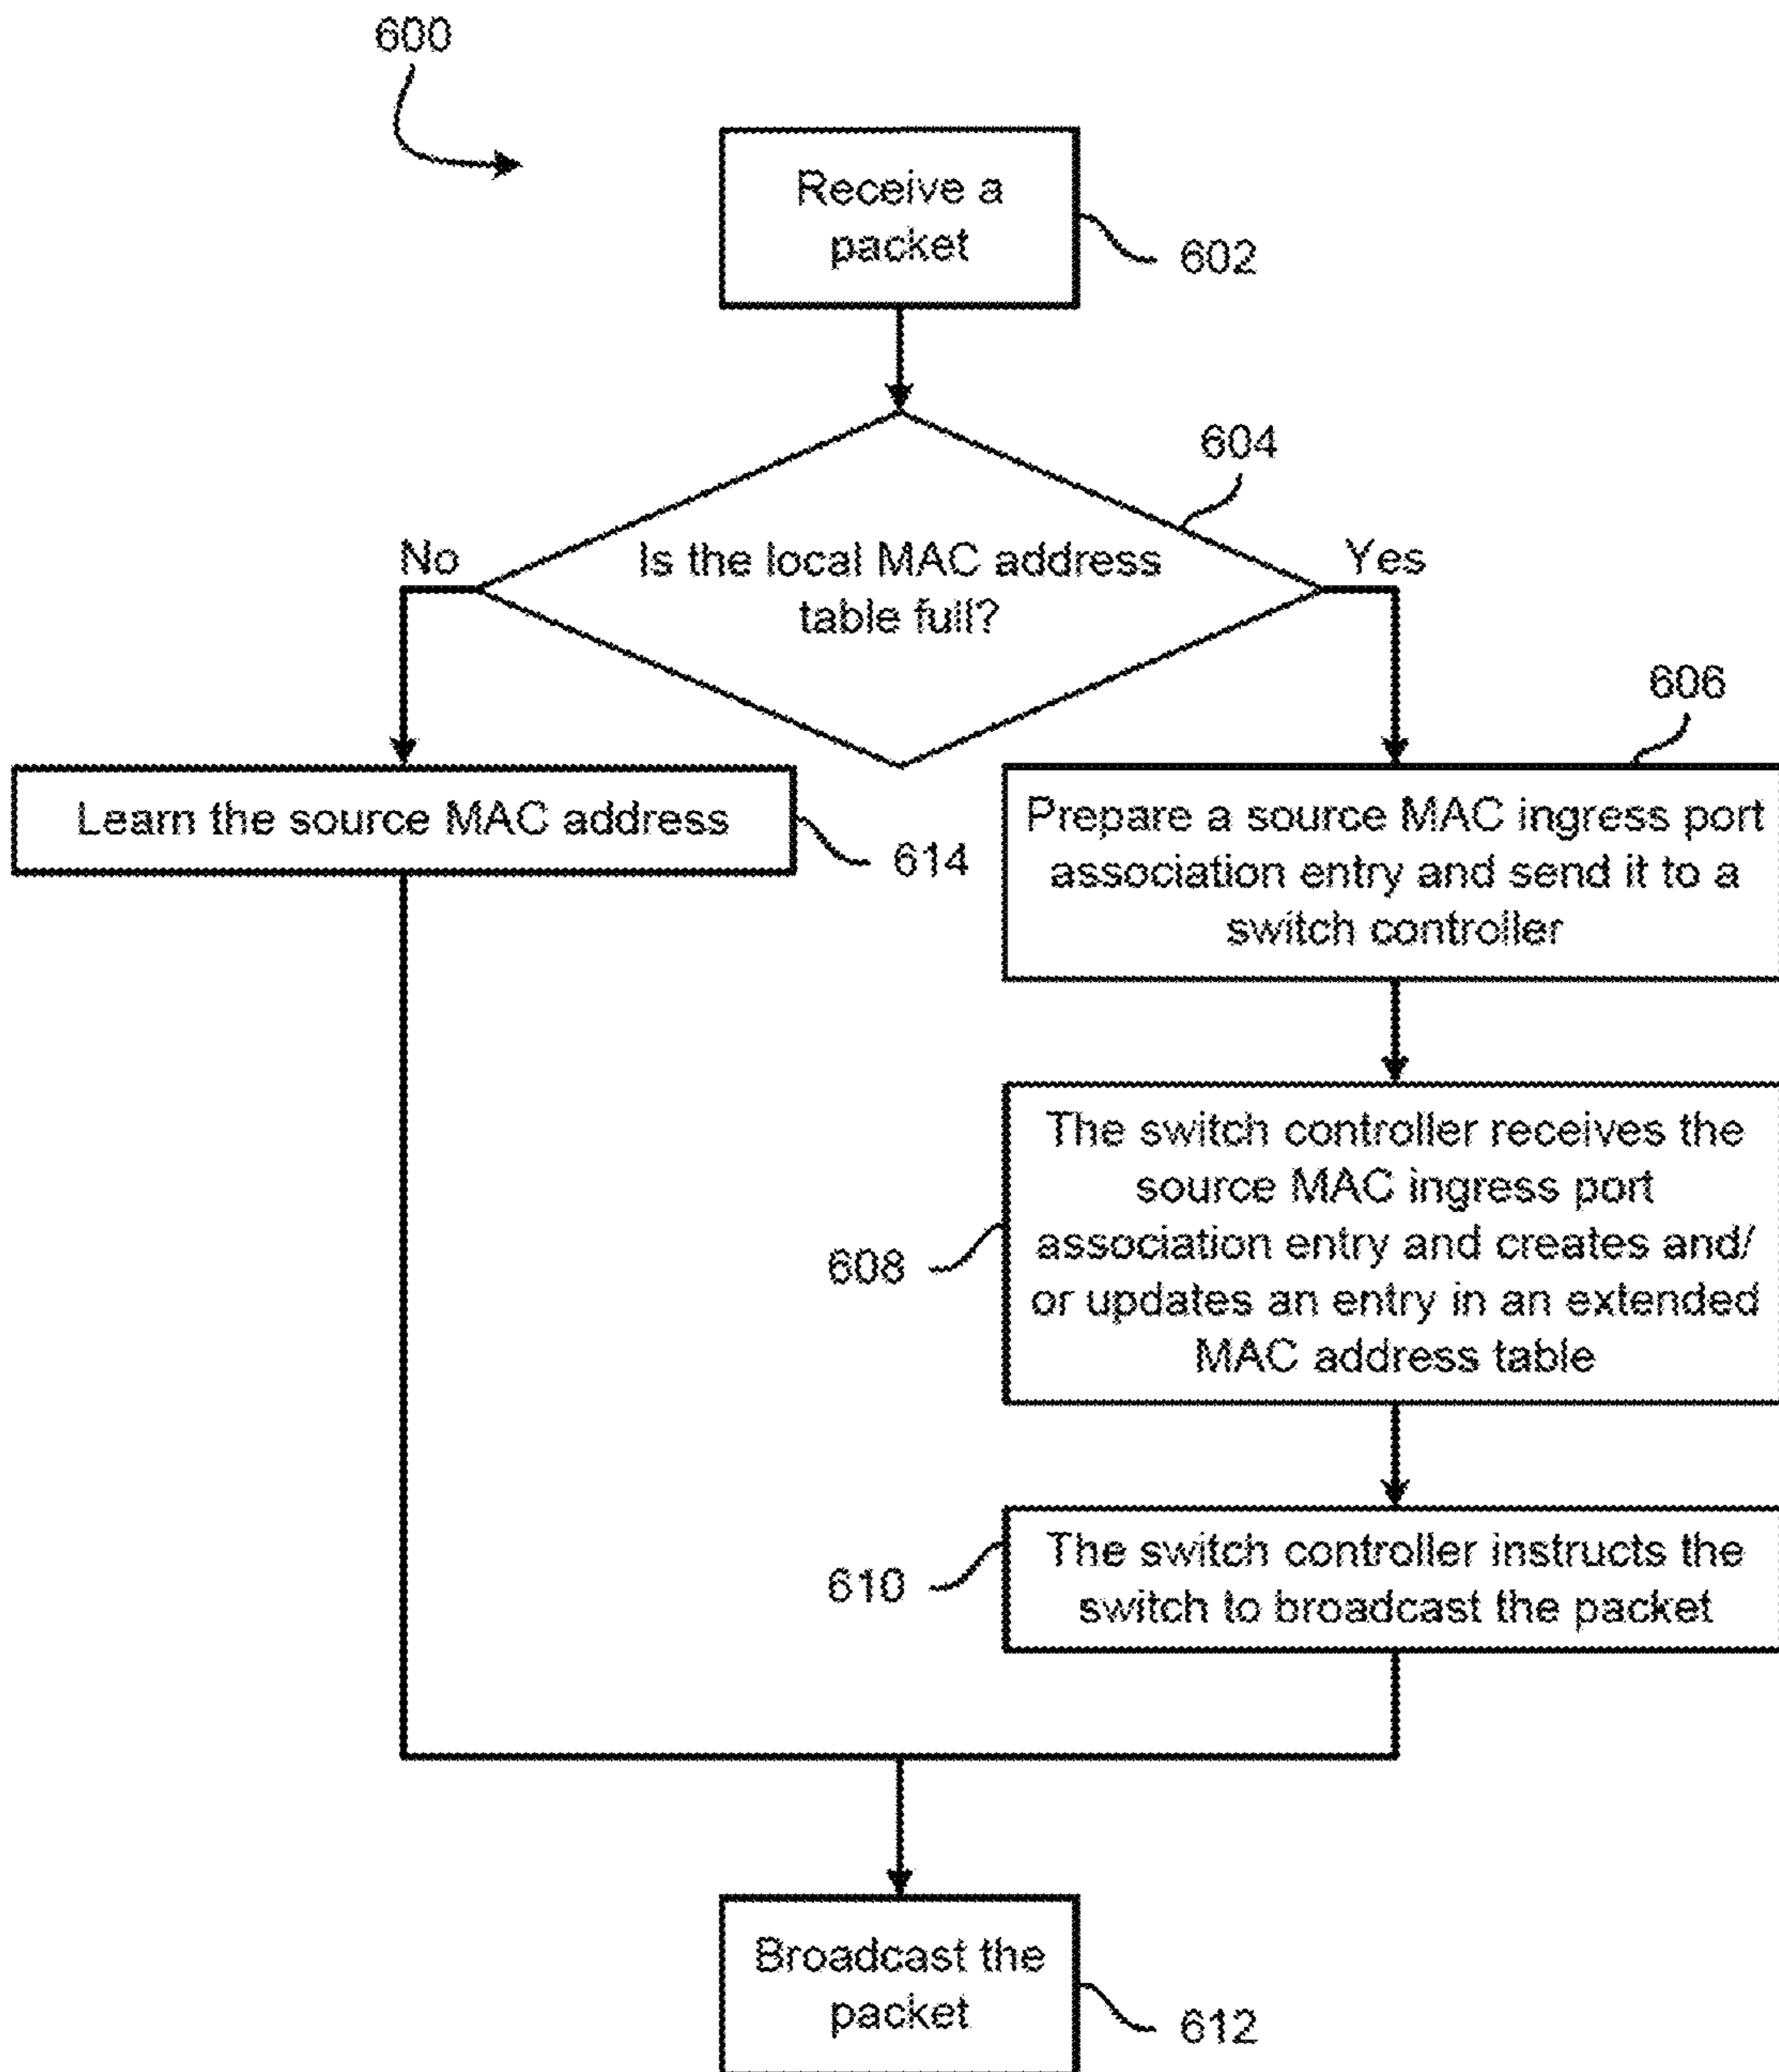 600
Receive a
packet
602
604
Is the local MAC address
table full?
No
Yes
606
Learn the source MAC address
614
Prepare a source MAC ingress port
association entry and send it to a
switch controller
The switch controller receives the
source MAC ingress port
association entry and creates and/
or updates an entry in an extended
MAC address table
608
The switch controller instructs the
switch to broadcast the packet
610
Broadcast the
packet
612